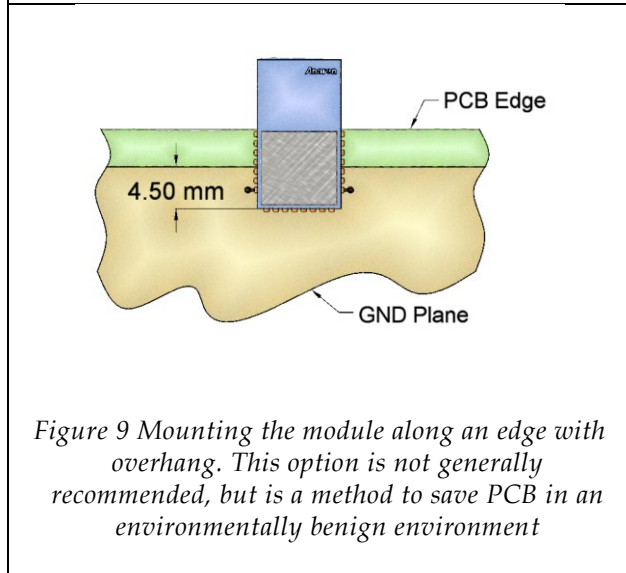 Anaren
PCB Edge
4.50 mm
GND Plane
Figure 9 Mounting the module along an edge with
overhang. This option is not generally
recommended, but is a method to save PCB in an
environmentally benign environment